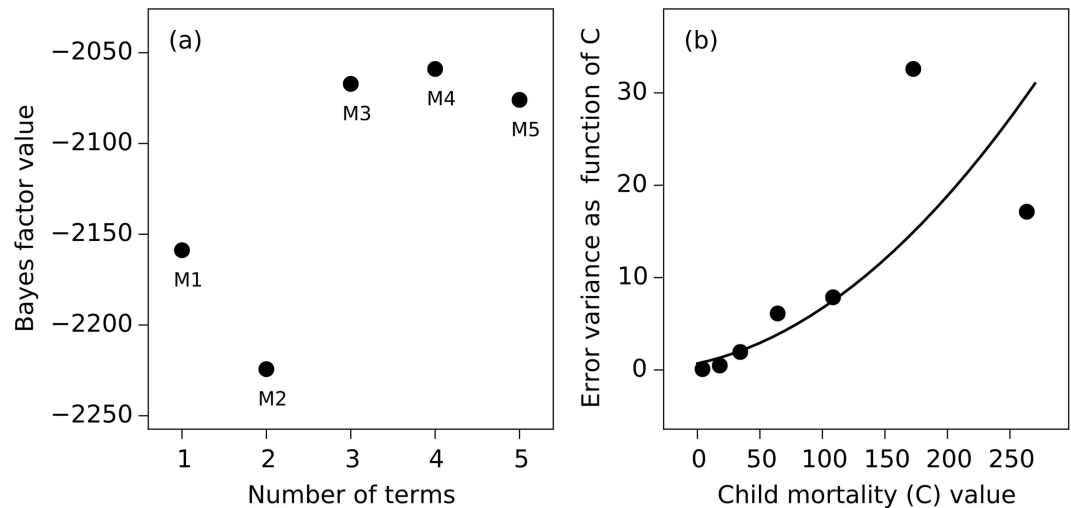 (a)
Bayes factor value
−2050
−2100
−2150
−2200
−2250
M1
M2
M3
M4
M5
1 2 3 4 5
Number of terms
(b)
Error variance as function of C
30
20
10
0
0 50 100 150 200 250
Child mortality (C) value